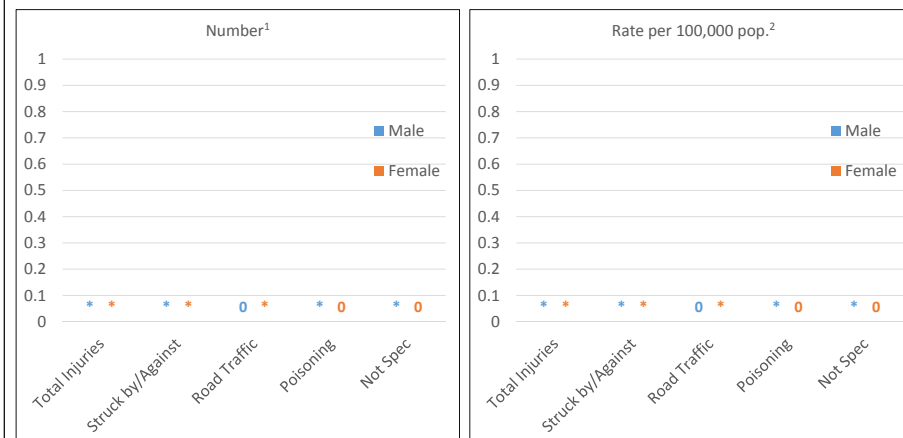 Number¹
1
0.9
0.8
0.7
0.6
0.5
0.4
0.3
0.2
0.1
0
Male
Female
* * * * 0 * * 0 * 0
Total Injuries
Struck by/Against
Road Traffic
Poisoning
Not Spec
Rate per 100,000 pop.²
1
0.9
0.8
0.7
0.6
0.5
0.4
0.3
0.2
0.1
0
Male
Female
* * * * 0 * * 0 * 0
Total Injuries
Struck by/Against
Road Traffic
Poisoning
Not Spec